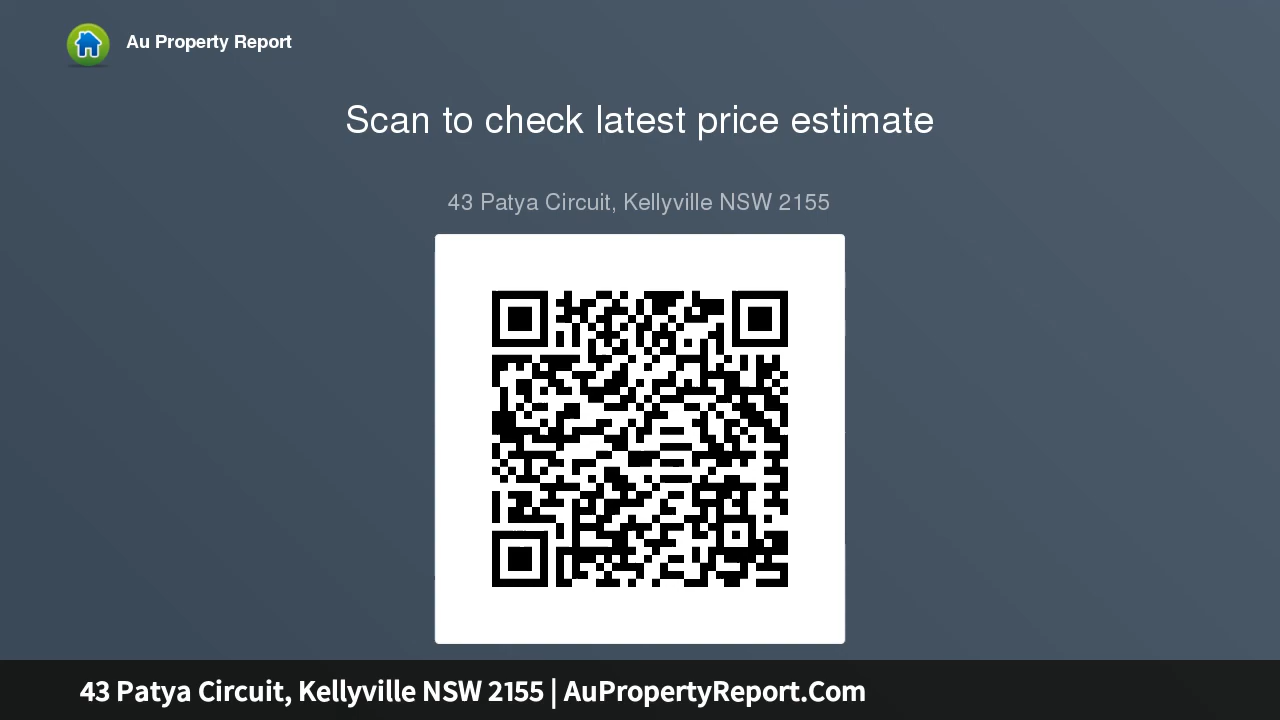 Au Property Report
Scan to check latest price estimate
43 Patya Circuit, Kellyville NSW 2155
43 Patya Circuit, Kellyville NSW 2155 | AuPropertyReport.Com